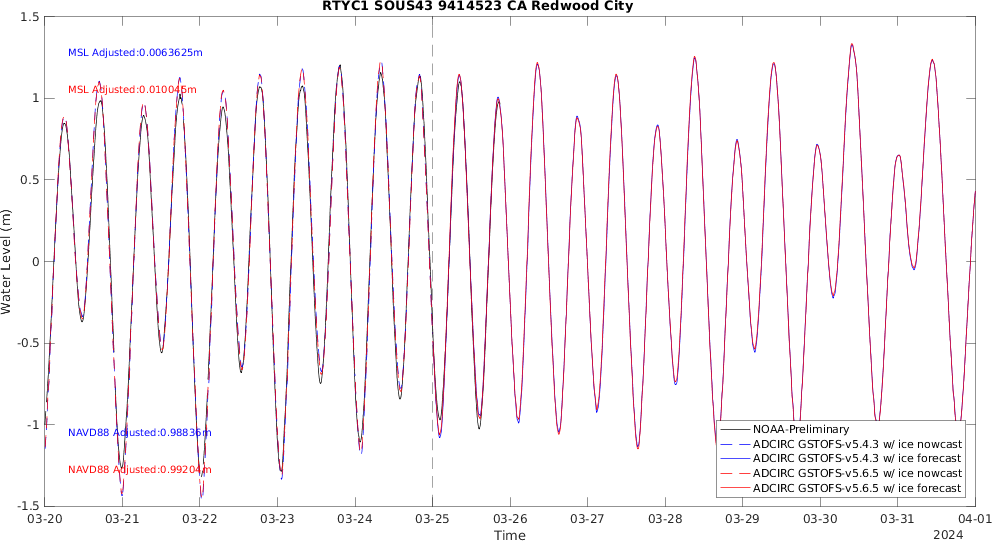 RTYC1 SOUS43 9414523 CA Redwood City
1.5
1
0.5
0
-0.5
-1
-1.5
Water Level (m)
MSL Adjusted:0.0063625m
MSL Adjusted:0.010045m
NAVD88 Adjusted:0.98836m
NAVD88 Adjusted:0.99204m
NOAA-Preliminary
ADCIRC GSTOFS-v5.4.3 w/ ice nowcast
ADCIRC GSTOFS-v5.4.3 w/ ice forecast
ADCIRC GSTOFS-v5.6.5 w/ ice nowcast
ADCIRC GSTOFS-v5.6.5 w/ ice forecast
03-20 03-21 03-22 03-23 03-24 03-25 03-26 03-27 03-28 03-29 03-30 03-31 04-01
Time
2024